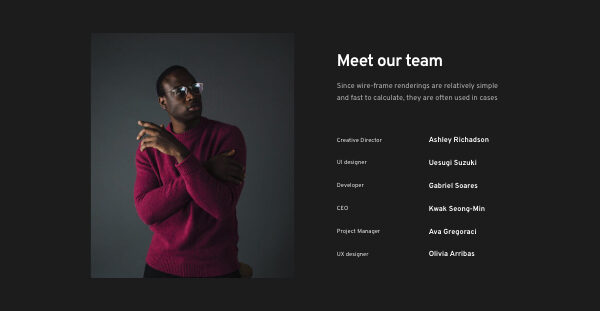 Meet our team
Since wire-frame renderings are relatively simple
and fast to calculate, they are often used in cases
Creative Director Ashley Richadson
UI designer Uesugi Suzuki
Developer Gabriel Soares
CEO Kwak Seong-Min
Project Manager Ava Gregoraci
UX designer Olivia Arribas